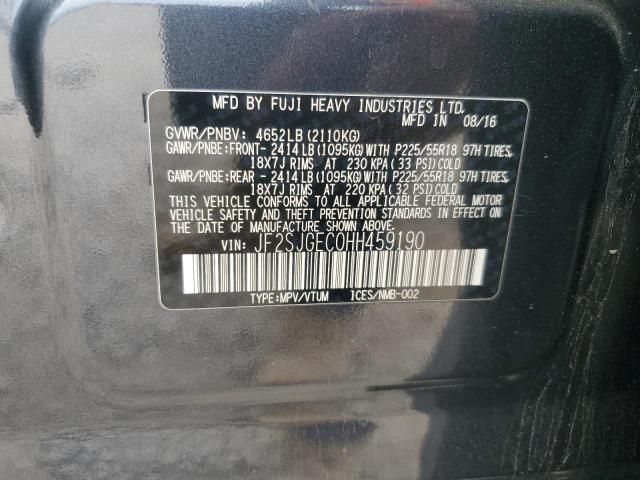 MFD BY FUJI HEAVY INDUSTRIES LTD.
MFD IN 08/16
GVWR/PNBV: 4652LB (2110KG)
GAWR/PNBE:FRONT- 2414 LB (1095KG) WITH P225/55R18 97H TIRES,
18X7J RIMS AT 230 KPA (33 PSI) COLD
GAWR/PNBE:REAR - 2414 LB (1095KG) WITH P225/55R18 97H TIRES,
18X7J RIMS AT 220 KPA (32 PSI) COLD
THIS VEHICLE CONFORMS TO ALL APPLICABLE FEDERAL MOTOR
VEHICLE SAFETY AND THEFT PREVENTION STANDARDS IN EFFECT ON
THE DATE OF MANUFACTURE SHOWN ABOVE.
VIN: JF2SJGEC0HH459190
TYPE:MPV/VTUM ICES/NMB-002